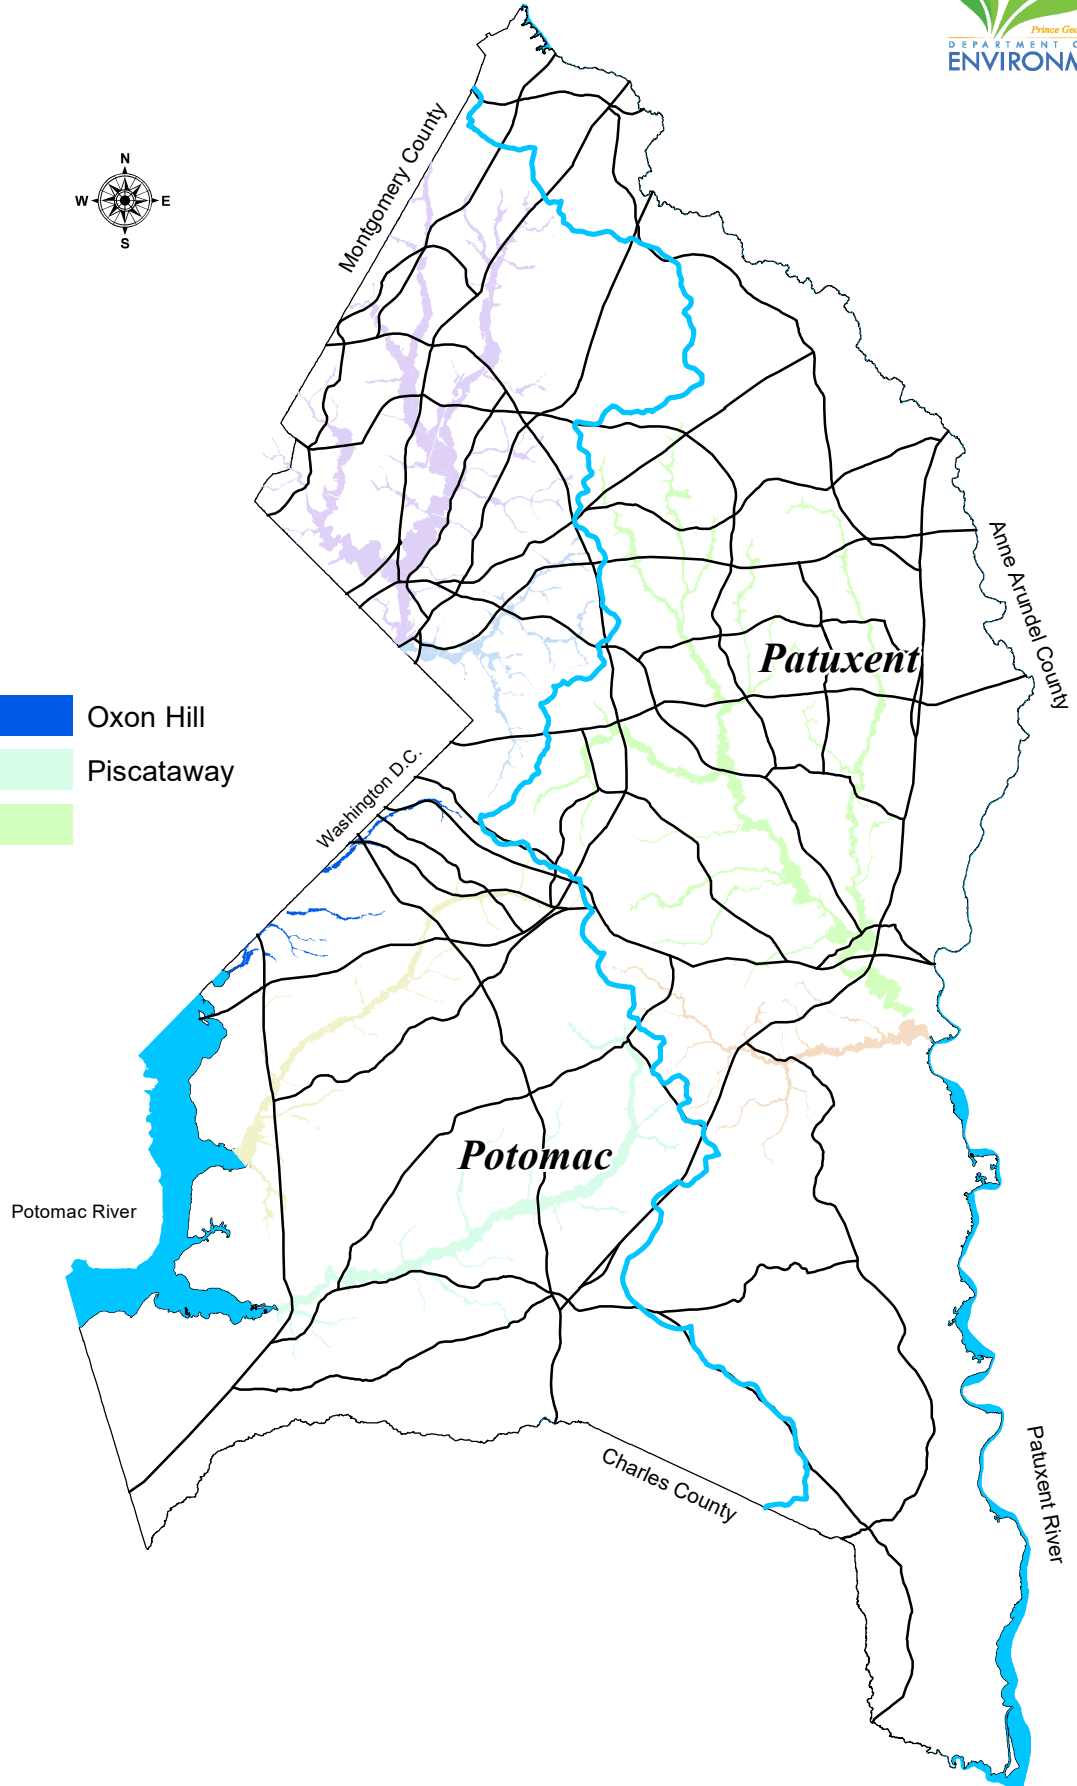 Prince Geo
DEPARTMENT O
ENVIRONM
N
W E
S
Montgomery County
Anne Arundel County
Patuxent
Oxon Hill
Piscataway
Washington D.C.
Potomac
Potomac River
Charles County
Patuxent River